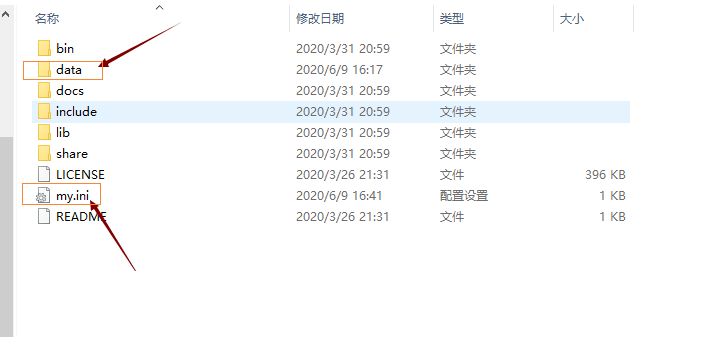 名称 修改日期 类型 大小
bin 2020/3/31 20:59 文件夹
data 2020/6/9 16:17 文件夹
docs 2020/3/31 20:59 文件夹
include 2020/3/31 20:59 文件夹
lib 2020/3/31 20:59 文件夹
share 2020/3/31 20:59 文件夹
LICENSE 2020/3/26 21:31 文件 396 KB
my.ini 2020/6/9 16:41 配置设置 1 KB
README 2020/3/26 21:31 文件 1 KB